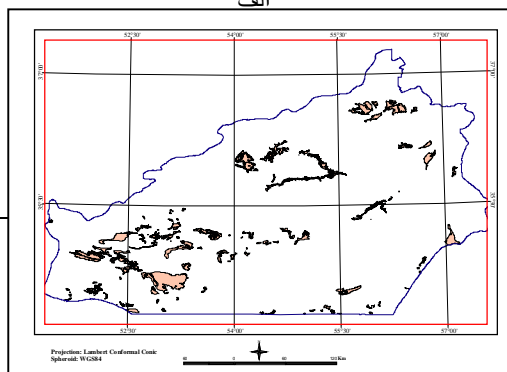 الف
52°30' 54°00' 55°30' 57°00'
37°00' 37°00'
35°30' 35°30'
52°30' 54°00' 55°30' 57°00'
Projection: Lambert Conformal Conic
Spheroid: WGS84
60 0 60 120 Km